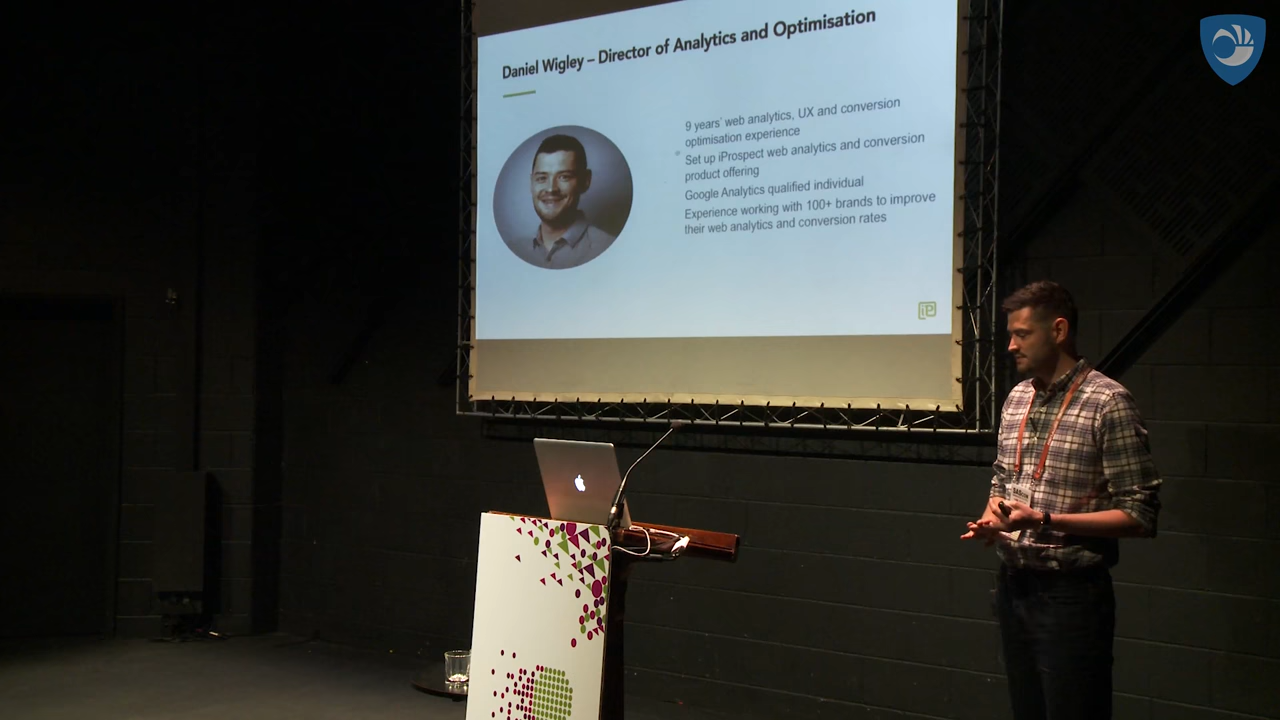 Daniel Wigley – Director of Analytics and Optimisation
9 years' web analytics, UX and conversion
optimisation experience
Set up iProspect web analytics and conversion
product offering
Google Analytics qualified individual
Experience working with 100+ brands to improve
their web analytics and conversion rates
iP